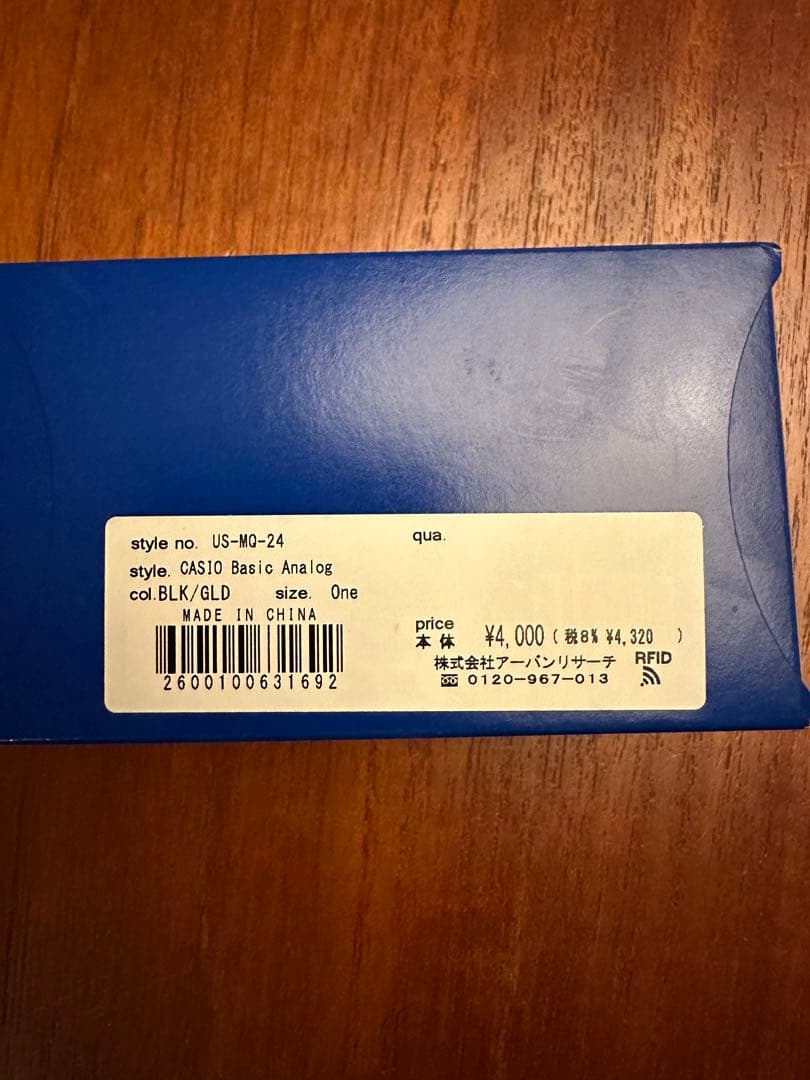 style no. US-MQ-24
qua.
style. CASIO Basic Analog
col.BLK/GLD size. One
MADE IN CHINA
2600100631692
price
本体 ¥4,000 ( 税8% ¥4,320 )
株式会社アーバンリサーチ RFID
0120-967-013